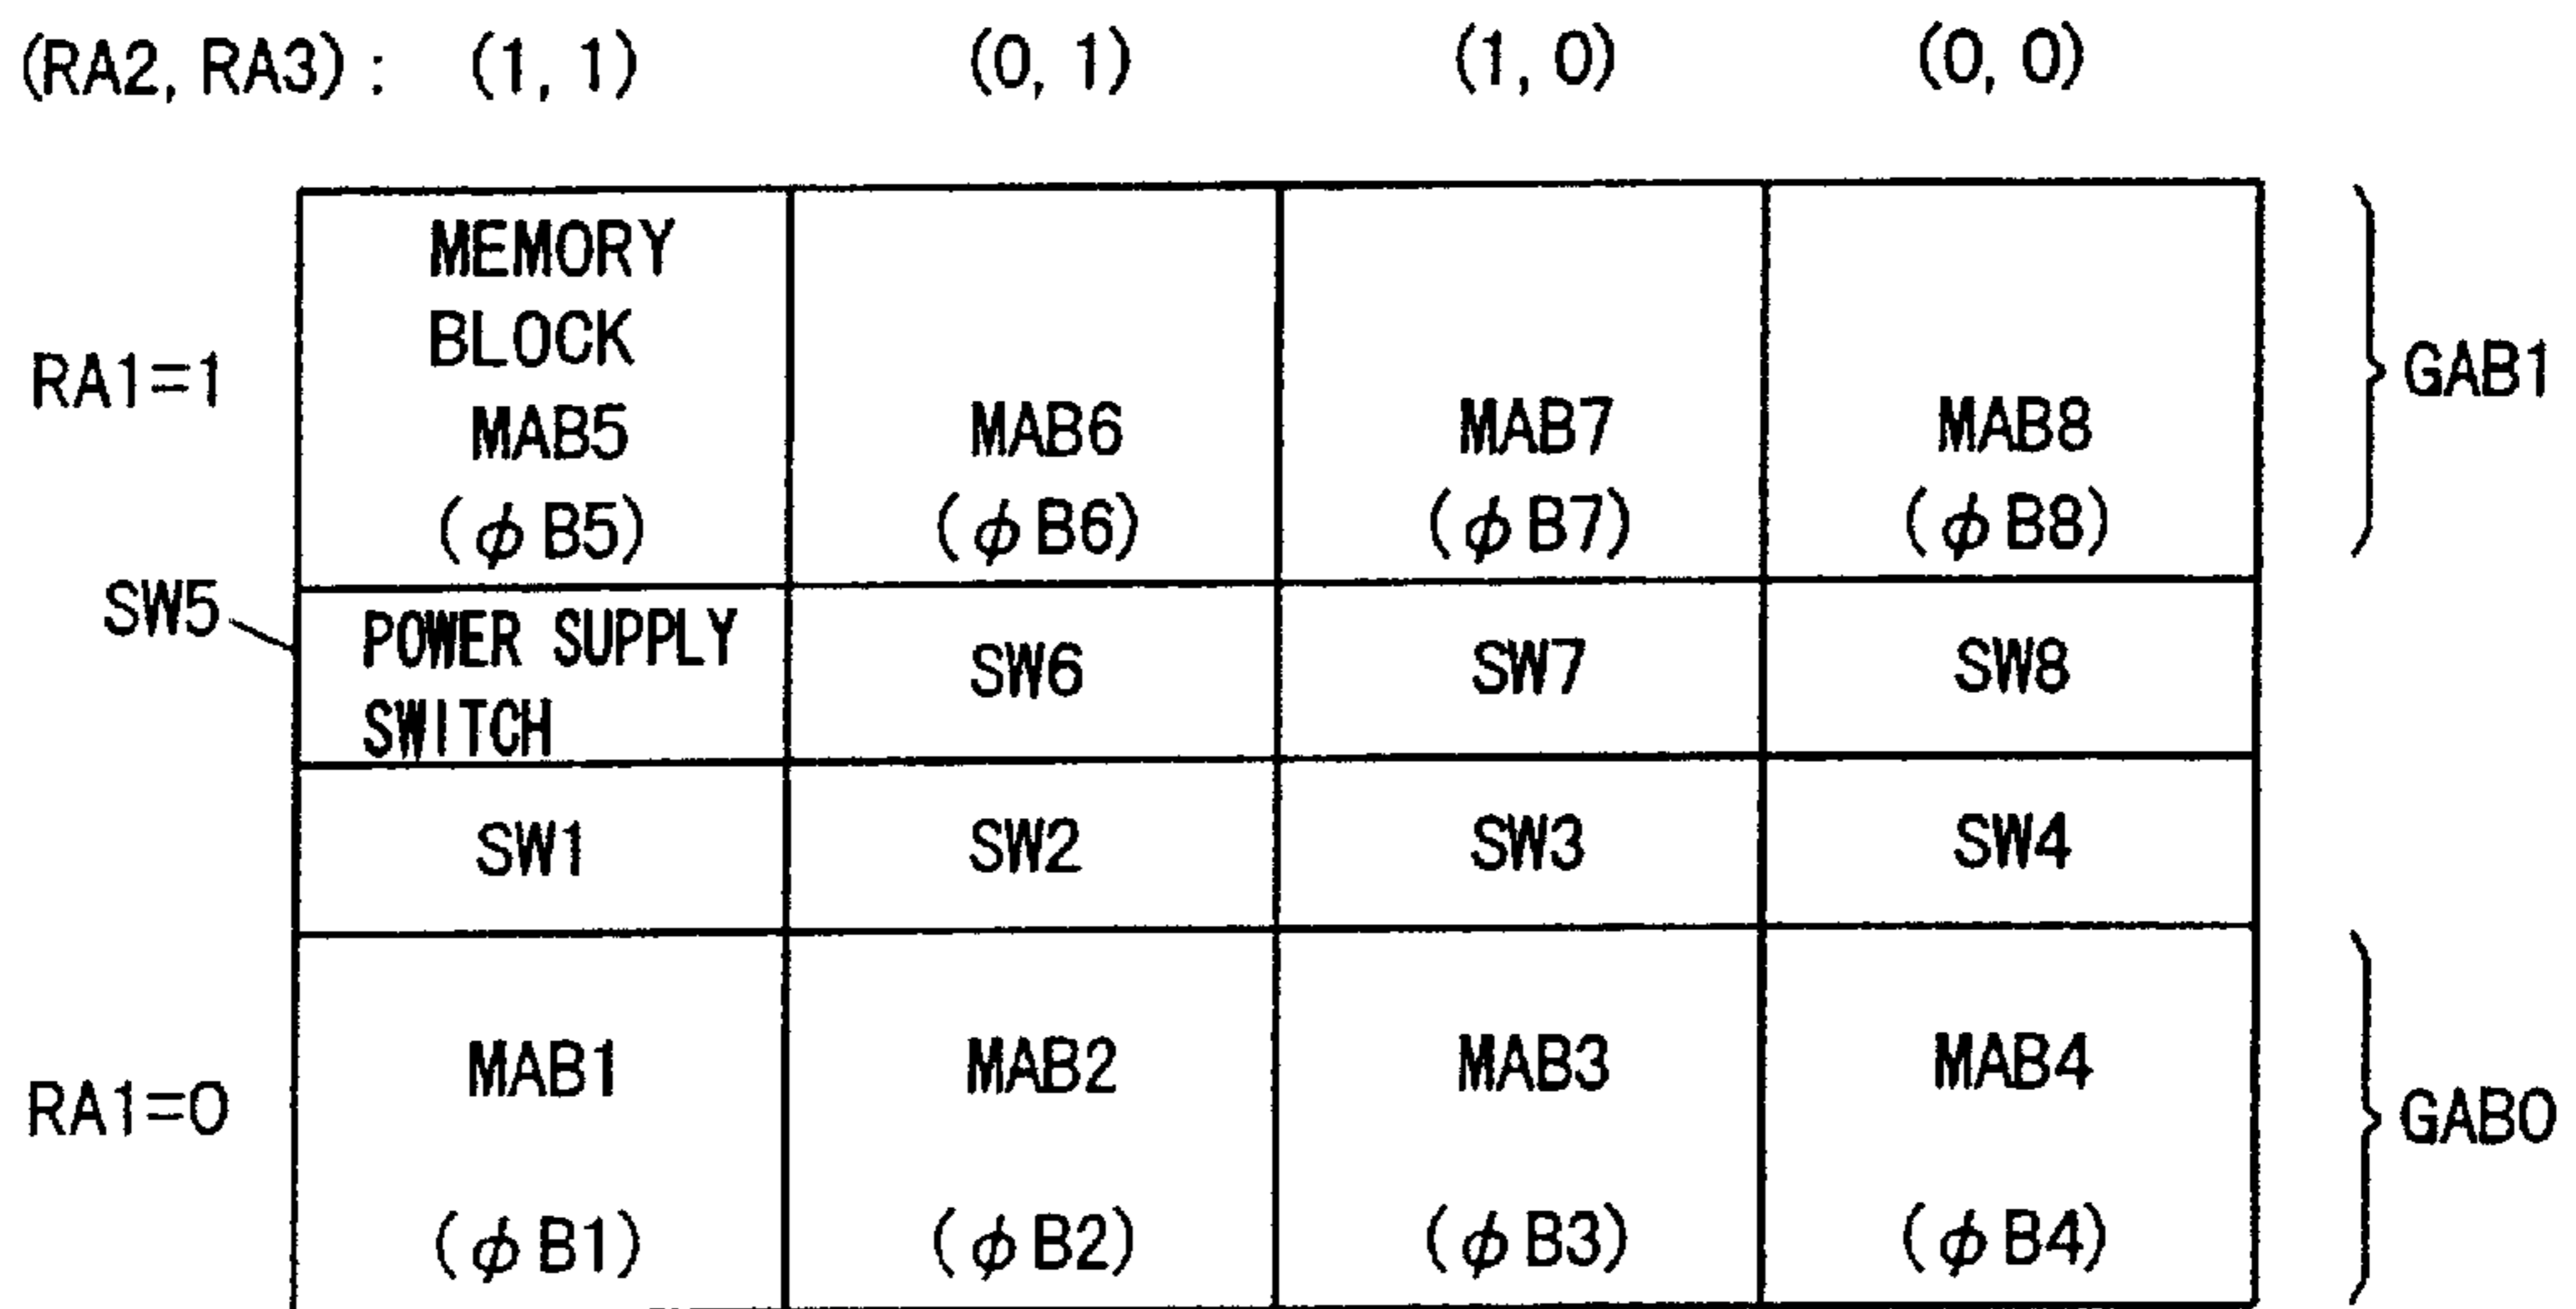 (RA2, RA3) : (1, 1) (0, 1) (1, 0) (0, 0)
MEMORY
BLOCK
RA1=1 GAB1
MAB5 MAB6 MAB7 MAB8
(φB5) (φB6) (φB7) (φB8)
SW5
POWER SUPPLY
SWITCH
SW6 SW7 SW8
SW1 SW2 SW3 SW4
MAB1 MAB2 MAB3 MAB4
RA1=0 GAB0
(φB1) (φB2) (φB3) (φB4)